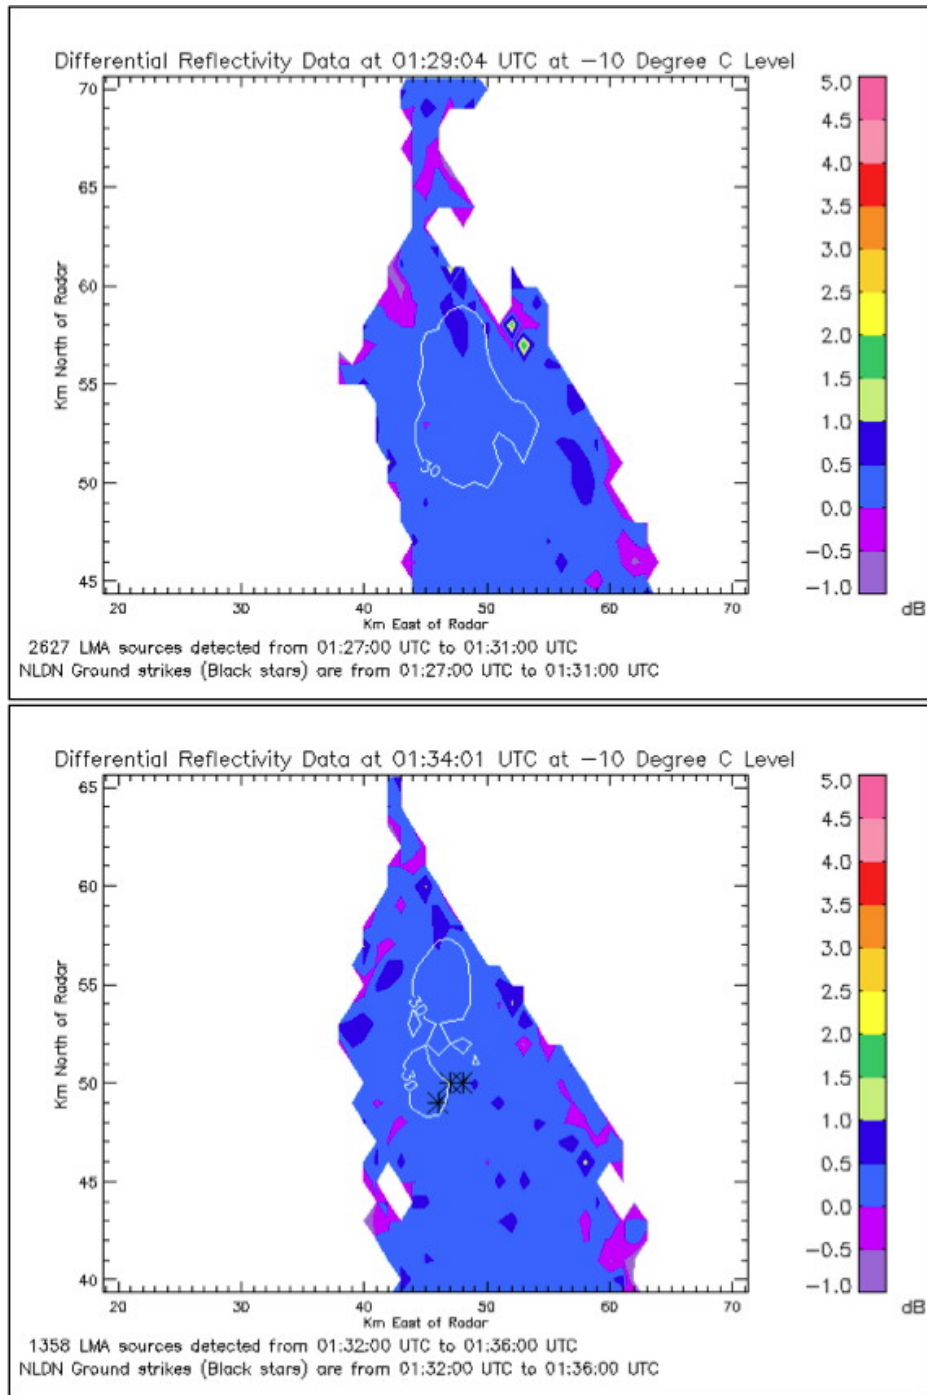 Differential Reflectivity Data at 01:29:04 UTC at -10 Degree C Level
70
65
60
55
50
45
Km North of Radar
20 30 40 50 60 70
Km East of Radar
30
5.0
4.5
4.0
3.5
3.0
2.5
2.0
1.5
1.0
0.5
0.0
-0.5
-1.0
dB
2627 LMA sources detected from 01:27:00 UTC to 01:31:00 UTC
NLDN Ground strikes (Black stars) are from 01:27:00 UTC to 01:31:00 UTC
Differential Reflectivity Data at 01:34:01 UTC at -10 Degree C Level
65
60
55
50
45
40
Km North of Radar
20 30 40 50 60 70
Km East of Radar
30
30
5.0
4.5
4.0
3.5
3.0
2.5
2.0
1.5
1.0
0.5
0.0
-0.5
-1.0
dB
1358 LMA sources detected from 01:32:00 UTC to 01:36:00 UTC
NLDN Ground strikes (Black stars) are from 01:32:00 UTC to 01:36:00 UTC